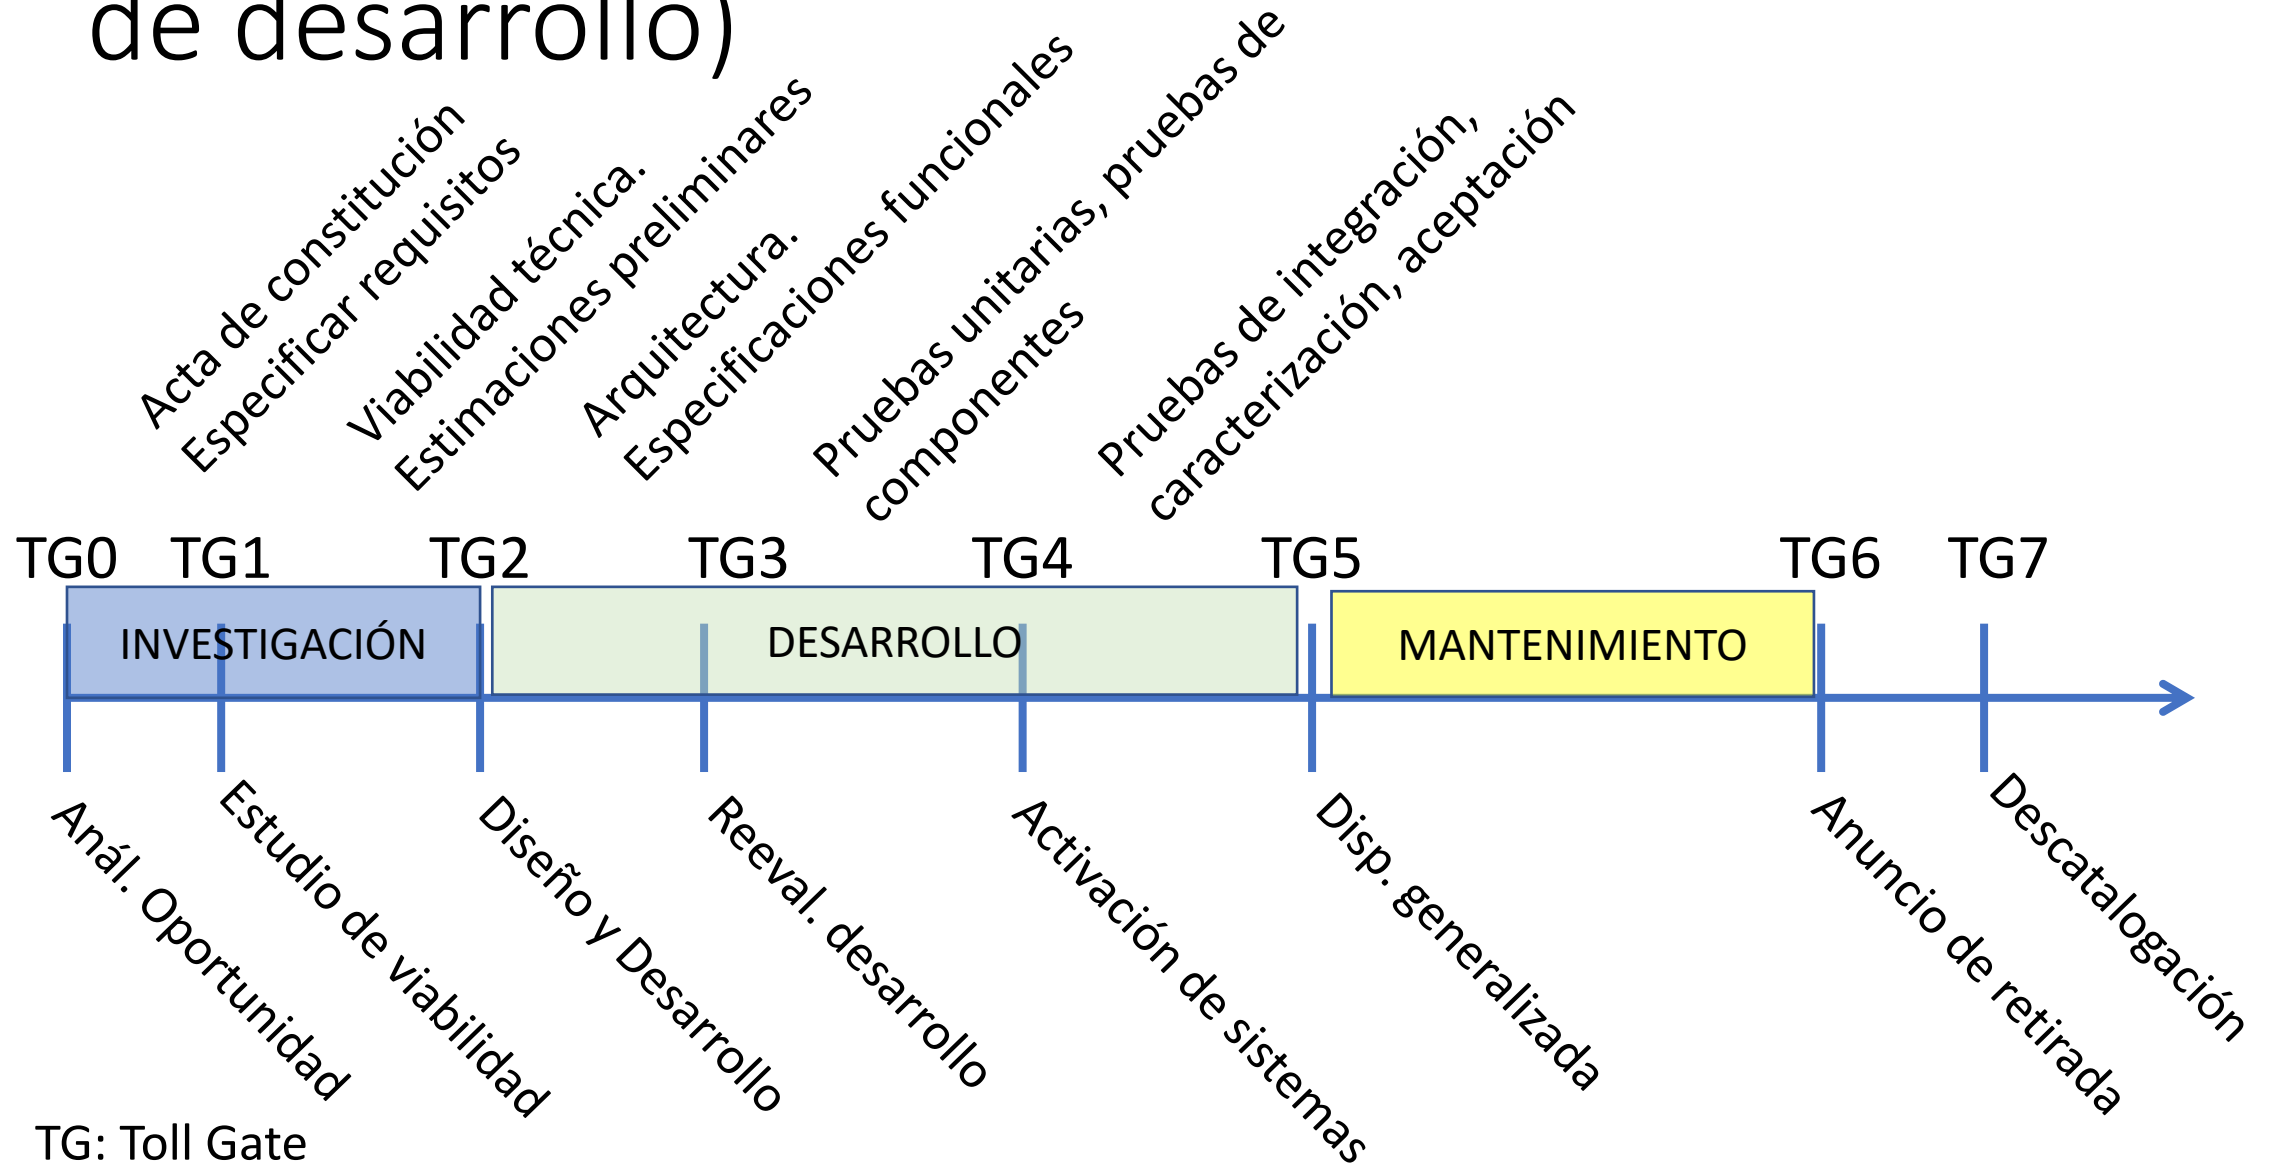 de desarrollo)
Acta de constitución
Especificar requisitos
Viabilidad técnica.
Estimaciones preliminares
Arquitectura.
Especificaciones funcionales
Pruebas unitarias, pruebas de
componentes
Pruebas de integración,
caracterización, aceptación
TG0 TG1 TG2 TG3 TG4 TG5 TG6 TG7
INVESTIGACIÓN DESARROLLO MANTENIMIENTO
Anál. Oportunidad
Estudio de viabilidad
Diseño y Desarrollo
Reeval. desarrollo
Activación de sistemas
Disp. generalizada
Anuncio de retirada
Descatalogación
TG: Toll Gate